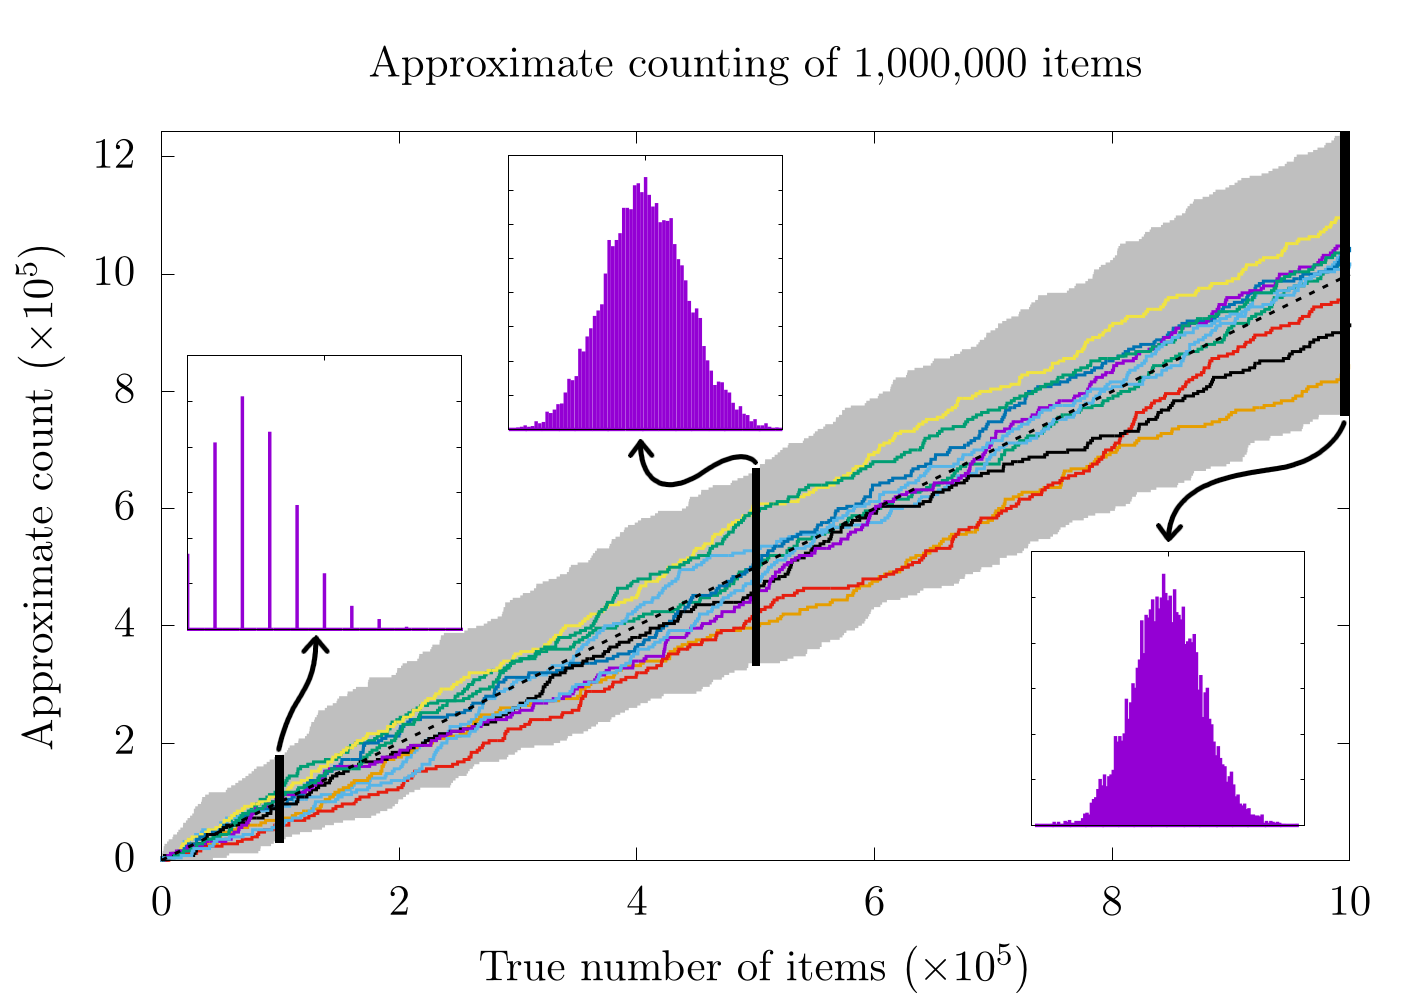 Approximate counting of 1,000,000 items
Approximate count (×10⁵)
12
10
8
6
4
2
0
0 2 4 6 8 10
True number of items (×10⁵)